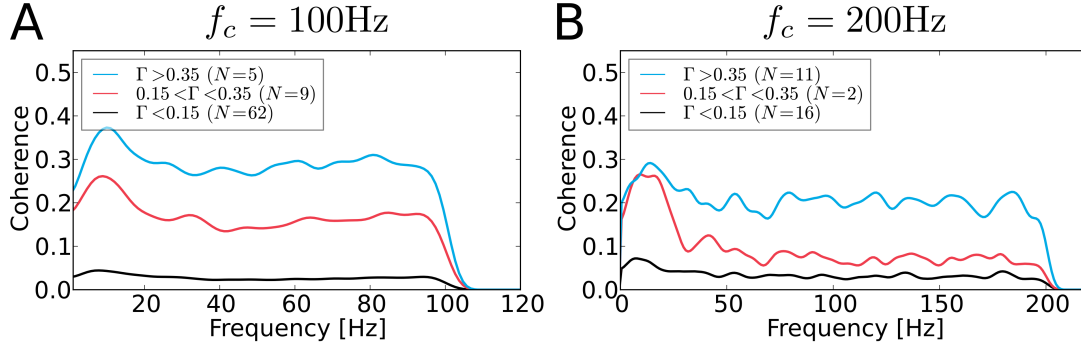 A
f_c = 100Hz
Coherence
0.5
0.4
0.3
0.2
0.1
0.0
Γ>0.35 (N=5)
0.15<Γ<0.35 (N=9)
Γ<0.15 (N=62)
20
40
60
80
100
120
Frequency [Hz]
B
f_c = 200Hz
Coherence
0.5
0.4
0.3
0.2
0.1
0.0
Γ>0.35 (N=11)
0.15<Γ<0.35 (N=2)
Γ<0.15 (N=16)
0
50
100
150
200
Frequency [Hz]